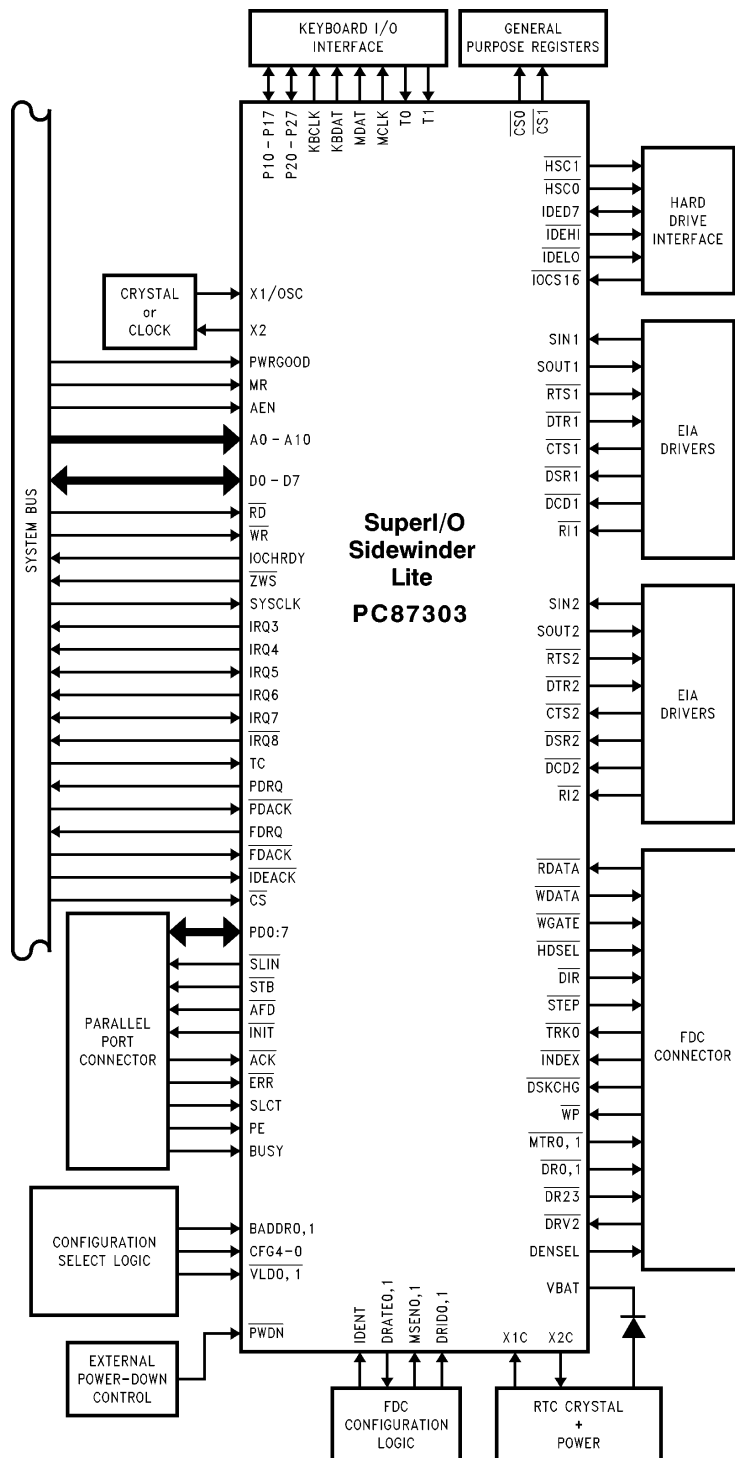 KEYBOARD I/O
INTERFACE
GENERAL
PURPOSE REGISTERS
P10-P17
P20-P27
KBCLK
KBDAT
MDAT
MCLK
T0
T1
CS0
CS1
SYSTEM BUS
CRYSTAL
or
CLOCK
X1/OSC
X2
PWRGOOD
MR
AEN
A0-A10
D0-D7
RD
WR
IOCHRDY
ZWS
SYSCLK
IRQ3
IRQ4
IRQ5
IRQ6
IRQ7
IRQ8
TC
PDRQ
PDACK
FDRQ
FDACK
IDEACK
CS
PARALLEL
PORT
CONNECTOR
PD0:7
SLIN
STB
AFD
INIT
ACK
ERR
SLCT
PE
BUSY
CONFIGURATION
SELECT LOGIC
BADDR0,1
CFG4-0
VLD0,1
EXTERNAL
POWER-DOWN
CONTROL
PWDN
SuperI/O
Sidewinder
Lite
PC87303
HSC1
HSC0
IDED7
IDEHI
IDELO
IOCS16
HARD
DRIVE
INTERFACE
SIN1
SOUT1
RTS1
DTR1
CTS1
DSR1
DCD1
RI1
EIA
DRIVERS
SIN2
SOUT2
RTS2
DTR2
CTS2
DSR2
DCD2
RI2
EIA
DRIVERS
RDATA
WDATA
WGATE
HDSEL
DIR
STEP
TRK0
INDEX
DSKCHG
WP
MTR0,1
DR0,1
DR23
DRV2
DENSEL
FDC
CONNECTOR
VBAT
IDENT
DRATE0,1
MSEN0,1
DRID0,1
X1C
X2C
FDC
CONFIGURATION
LOGIC
RTC CRYSTAL
+
POWER